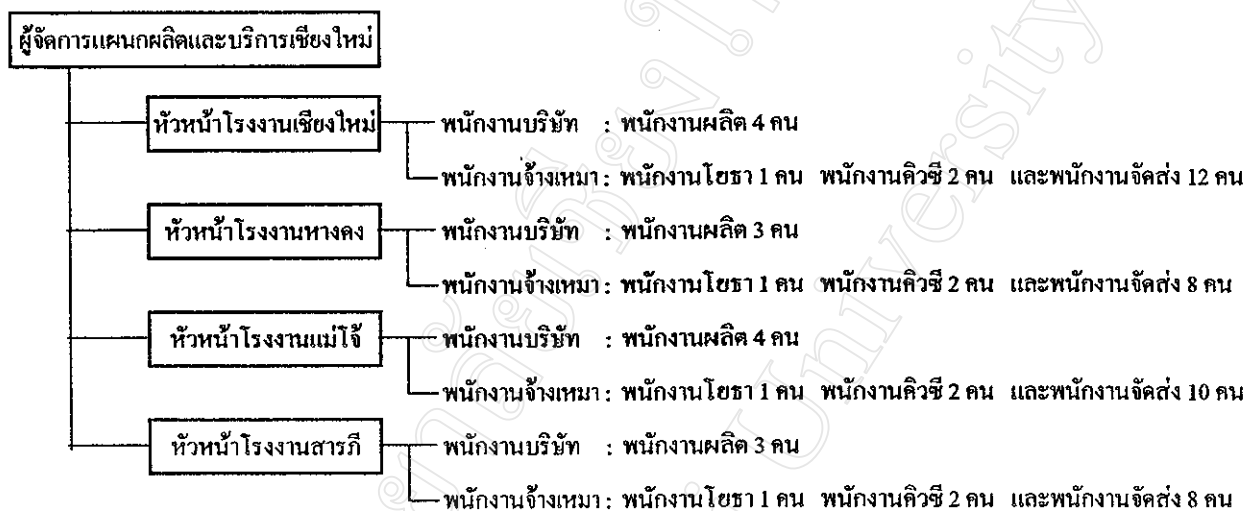 ผู้จัดการแผนกผลิตและบริการเชียงใหม่
หัวหน้าโรงงานเชียงใหม่ พนักงานบริษัท : พนักงานผลิต 4 คน
พนักงานจ้างเหมา : พนักงานโยธา 1 คน พนักงานคิวซี 2 คน และพนักงานจัดส่ง 12 คน
หัวหน้าโรงงานหางดง พนักงานบริษัท : พนักงานผลิต 3 คน
พนักงานจ้างเหมา : พนักงานโยธา 1 คน พนักงานคิวซี 2 คน และพนักงานจัดส่ง 8 คน
หัวหน้าโรงงานแม่โจ้ พนักงานบริษัท : พนักงานผลิต 4 คน
พนักงานจ้างเหมา : พนักงานโยธา 1 คน พนักงานคิวซี 2 คน และพนักงานจัดส่ง 10 คน
หัวหน้าโรงงานสารภี พนักงานบริษัท : พนักงานผลิต 3 คน
พนักงานจ้างเหมา : พนักงานโยธา 1 คน พนักงานคิวซี 2 คน และพนักงานจัดส่ง 8 คน
University